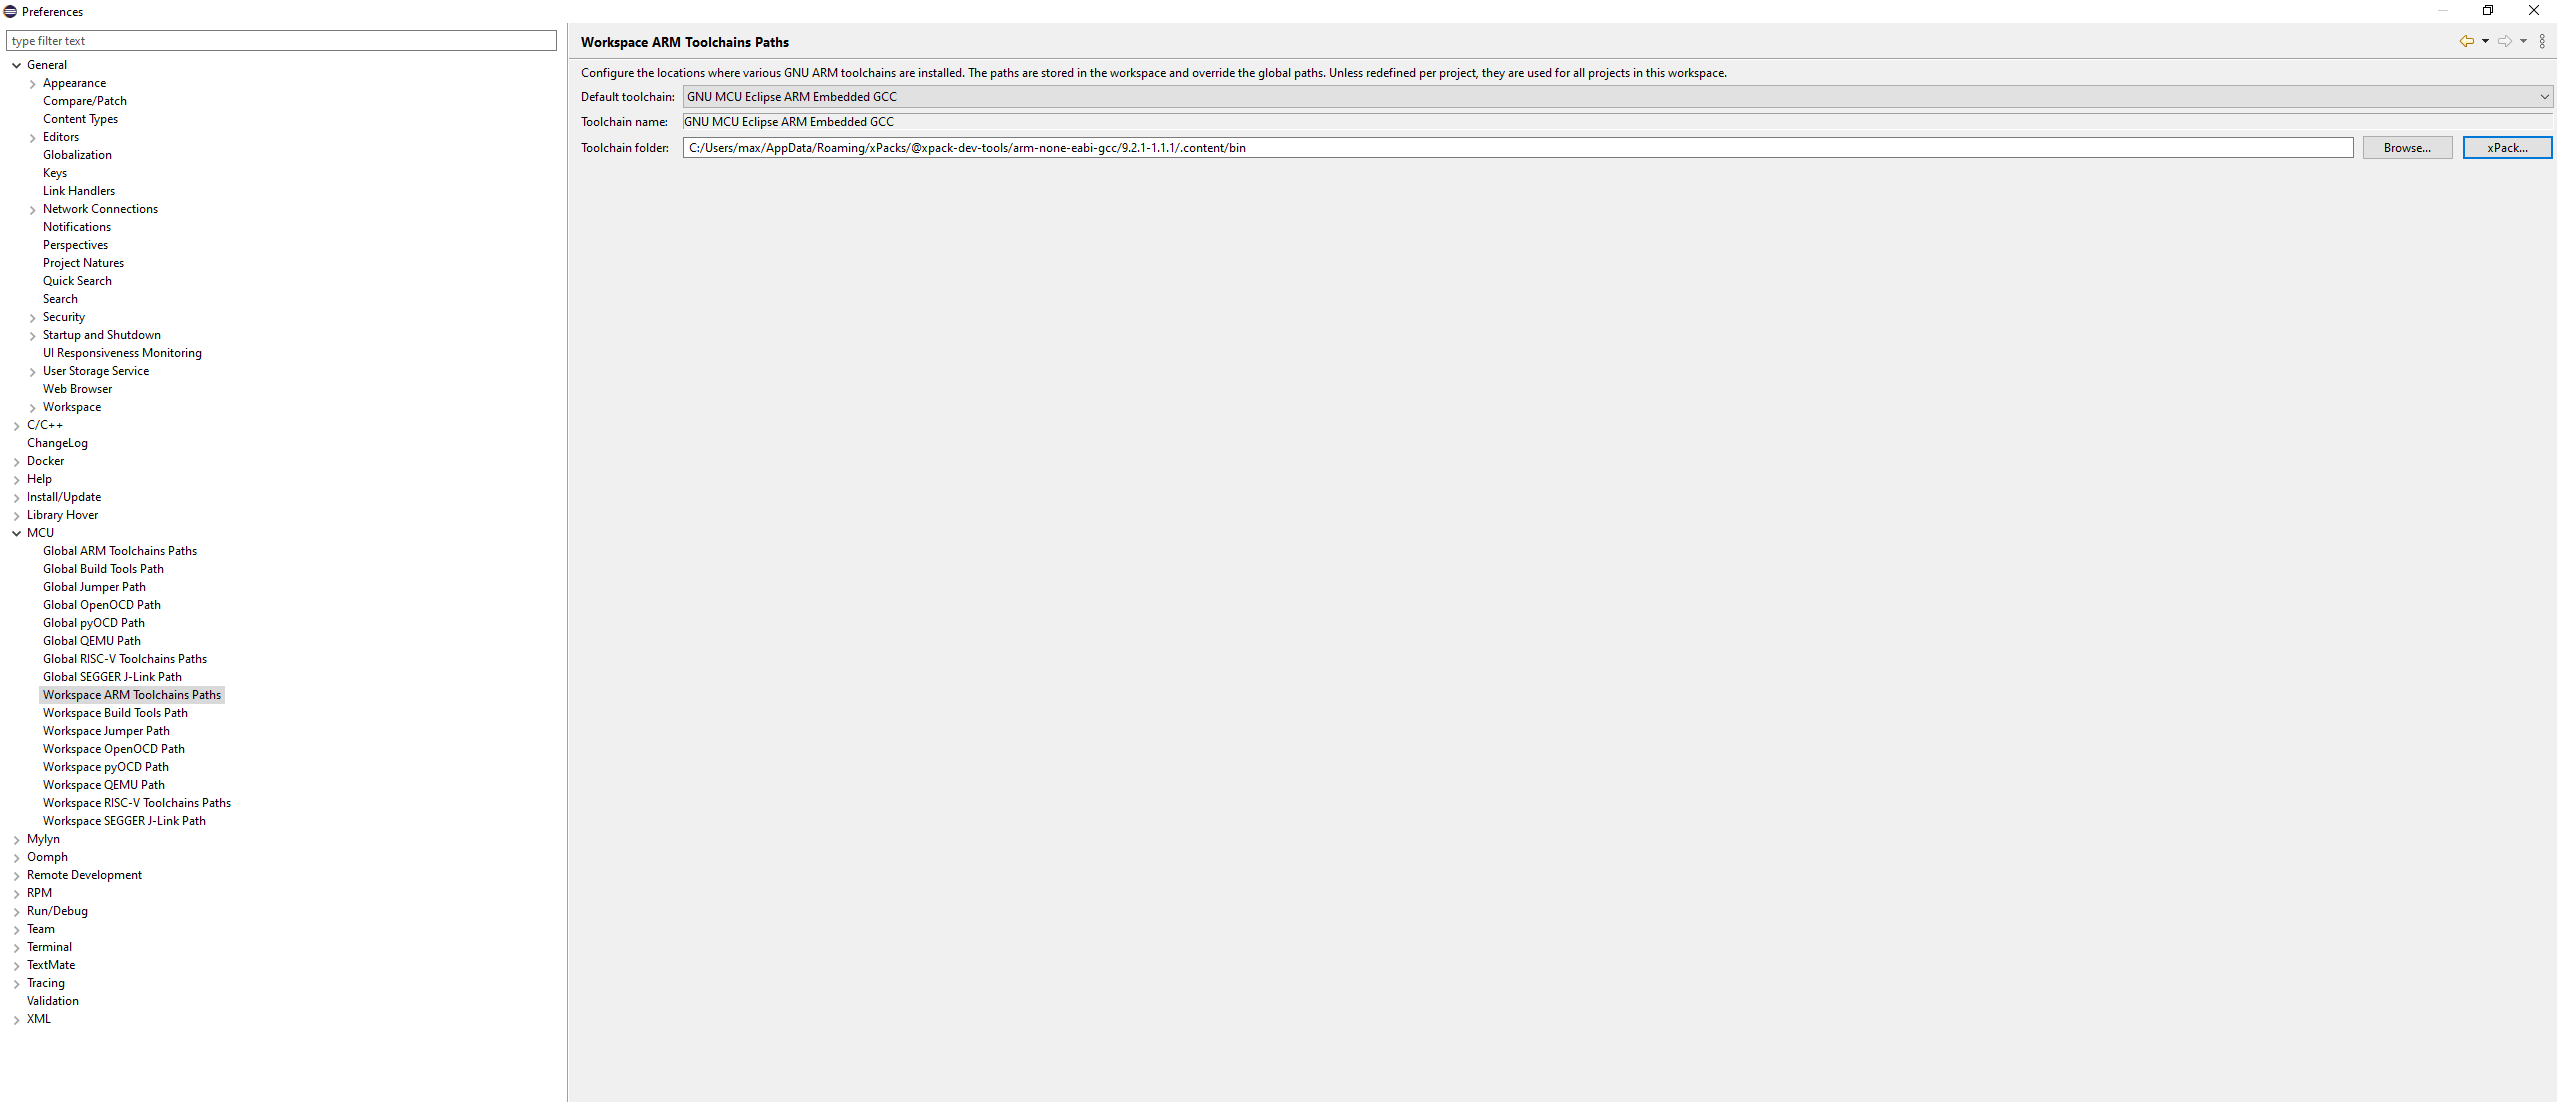 Preferences
type filter text
General
Appearance
Compare/Patch
Content Types
Editors
Globalization
Keys
Link Handlers
Network Connections
Notifications
Perspectives
Project Natures
Quick Search
Search
Security
Startup and Shutdown
UI Responsiveness Monitoring
User Storage Service
Web Browser
Workspace
C/C++
ChangeLog
Docker
Help
Install/Update
Library Hover
MCU
Global ARM Toolchains Paths
Global Build Tools Path
Global Jumper Path
Global OpenOCD Path
Global pyOCD Path
Global QEMU Path
Global RISC-V Toolchains Paths
Global SEGGER J-Link Path
Workspace ARM Toolchains Paths
Workspace Build Tools Path
Workspace Jumper Path
Workspace OpenOCD Path
Workspace pyOCD Path
Workspace QEMU Path
Workspace RISC-V Toolchains Paths
Workspace SEGGER J-Link Path
Mylyn
Oomph
Remote Development
RPM
Run/Debug
Team
Terminal
TextMate
Tracing
Validation
XML
Workspace ARM Toolchains Paths
Configure the locations where various GNU ARM toolchains are installed. The paths are stored in the workspace and override the global paths. Unless redefined per project, they are used for all projects in this workspace.
Default toolchain: GNU MCU Eclipse ARM Embedded GCC
Toolchain name: GNU MCU Eclipse ARM Embedded GCC
Toolchain folder: C:/Users/max/AppData/Roaming/xPacks/@xpack-dev-tools/arm-none-eabi-gcc/9.2.1-1.1.1/.content/bin Browse... xPack...